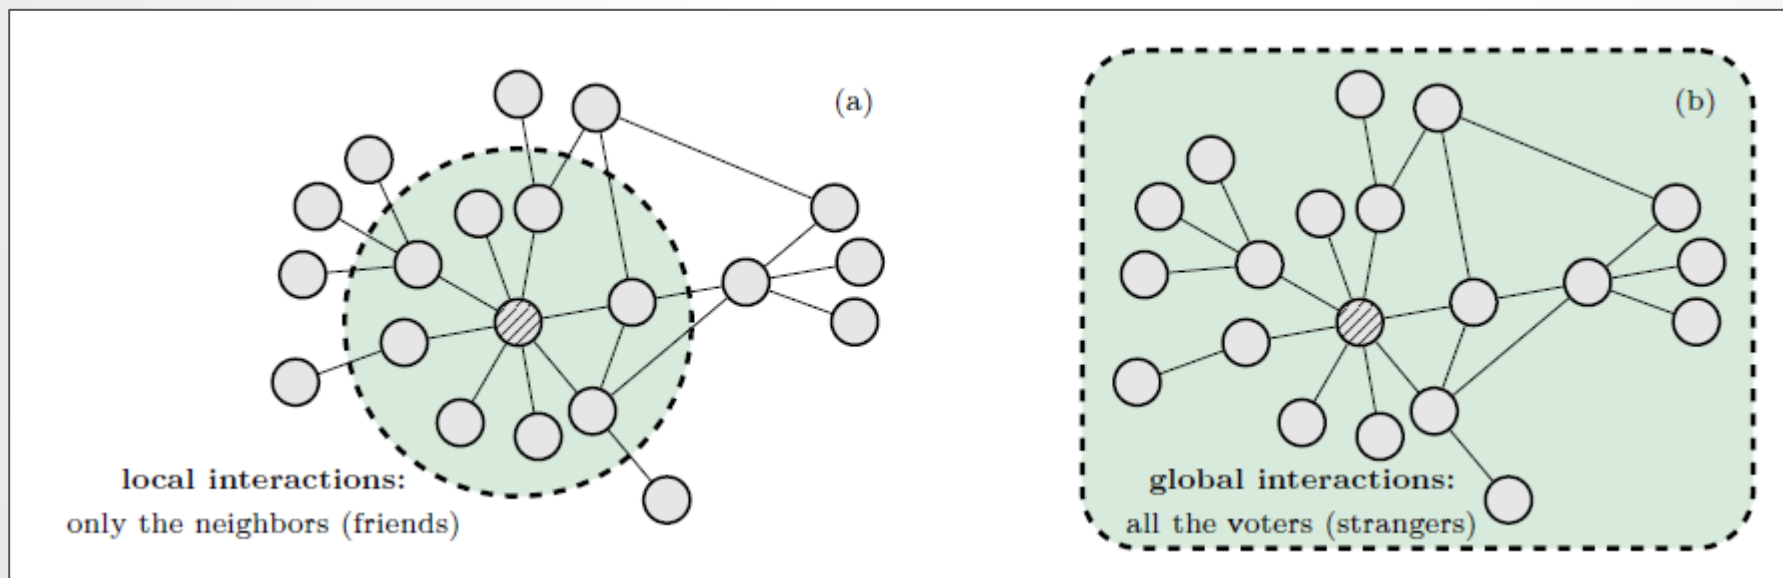 (a)
local interactions:
only the neighbors (friends)
(b)
global interactions:
all the voters (strangers)